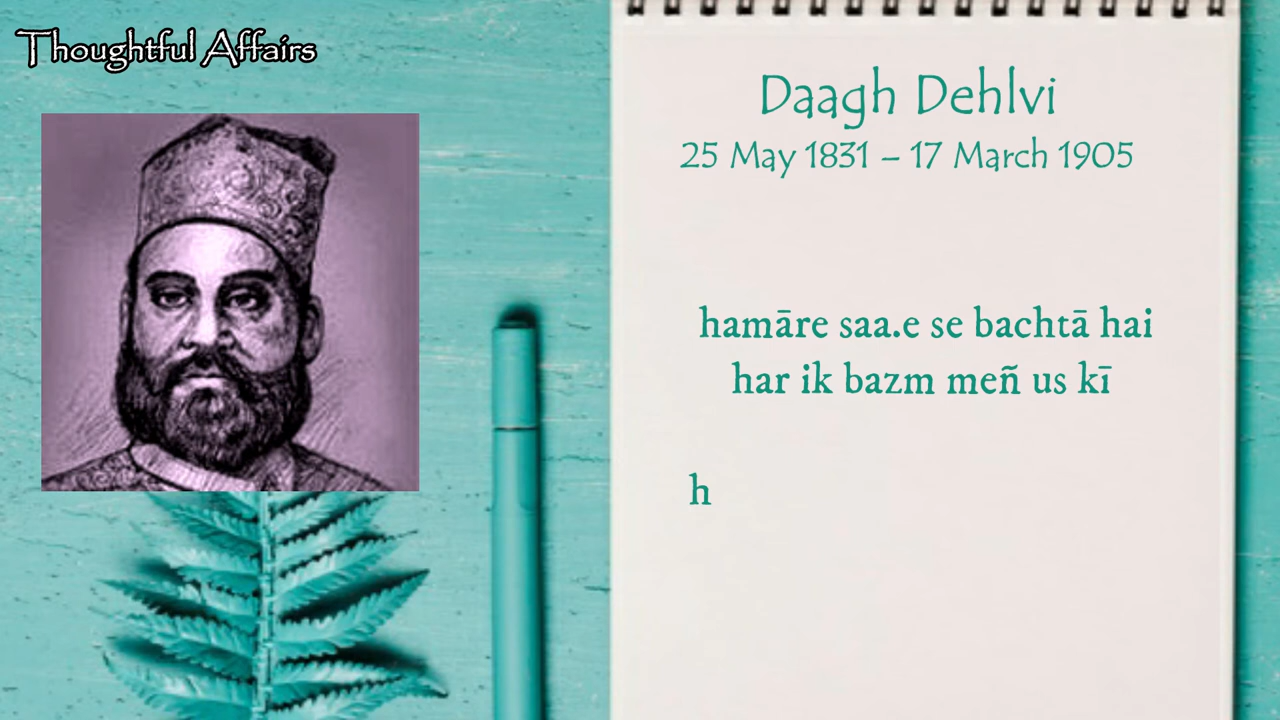 Thoughtful Affairs
Daagh Dehlvi
25 May 1831 – 17 March 1905
hamāre saa.e se bachtā hai
har ik bazm meñ us kī
h